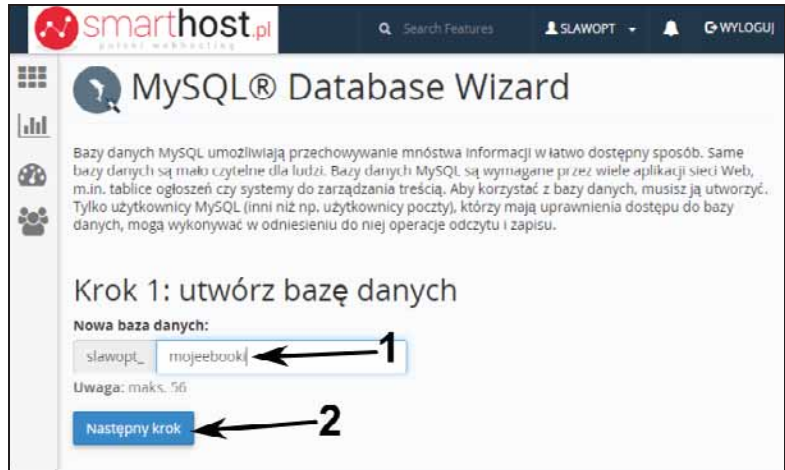 smarthost.pl
polski webhosting
Search Features
SLAWOPT
WYLOGUJ
MySQL® Database Wizard
Bazy danych MySQL umożliwiają przechowywanie mnóstwa informacji w łatwo dostępny sposób. Same
bazy danych są mało czytelne dla ludzi. Bazy danych MySQL są wymagane przez wiele aplikacji sieci Web,
m.in. tablice ogłoszeń czy systemy do zarządzania treścią. Aby korzystać z bazy danych, musisz ją utworzyć.
Tylko użytkownicy MySQL (inni niż np. użytkownicy poczty), którzy mają uprawnienia dostępu do bazy
danych, mogą wykonywać w odniesieniu do niej operacje odczytu i zapisu.
Krok 1: utwórz bazę danych
Nowa baza danych:
slawopt_ mojeebooki 1
Uwaga: maks. 56
Następny krok 2